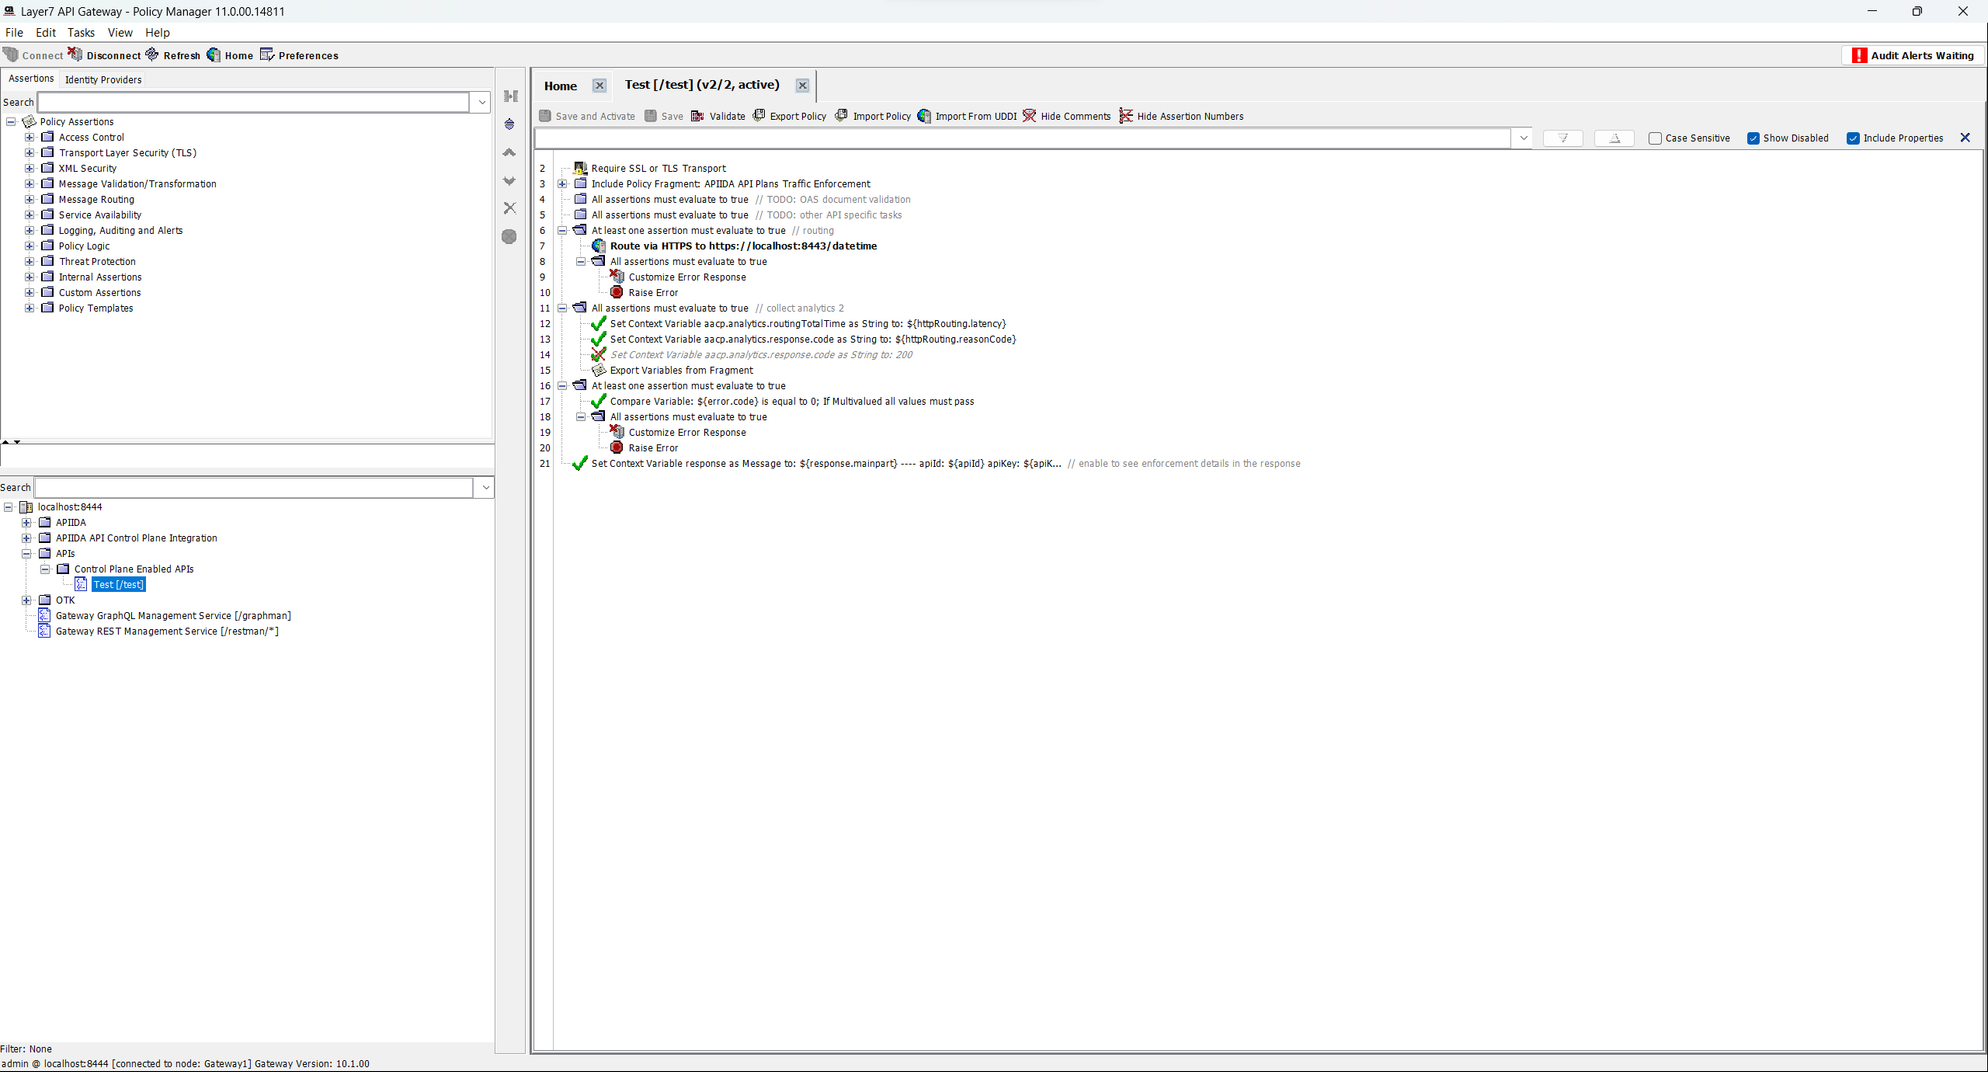 Layer7 API Gateway - Policy Manager 11.0.00.14811
File Edit Tasks View Help
Connect Disconnect Refresh Home Preferences
Audit Alerts Waiting
Assertions Identity Providers
Search
Policy Assertions
Access Control
Transport Layer Security (TLS)
XML Security
Message Validation/Transformation
Message Routing
Service Availability
Logging, Auditing and Alerts
Policy Logic
Threat Protection
Internal Assertions
Custom Assertions
Policy Templates
Search
localhost:8444
APIIDA
APIIDA API Control Plane Integration
APIs
Control Plane Enabled APIs
Test [/test]
OTK
Gateway GraphQL Management Service [/graphman]
Gateway REST Management Service [/restman/*]
Filter: None
admin @ localhost:8444 [connected to node: Gateway1] Gateway Version: 10.1.00
Home Test [/test] (v2/2, active)
Save and Activate Save Validate Export Policy Import Policy Import From UDDI Hide Comments Hide Assertion Numbers
Case Sensitive Show Disabled Include Properties
2 Require SSL or TLS Transport
3 Include Policy Fragment: APIIDA API Plans Traffic Enforcement
4 All assertions must evaluate to true // TODO: OAS document validation
5 All assertions must evaluate to true // TODO: other API specific tasks
6 At least one assertion must evaluate to true // routing
7 Route via HTTPS to https://localhost:8443/datetime
8 All assertions must evaluate to true
9 Customize Error Response
10 Raise Error
11 All assertions must evaluate to true // collect analytics 2
12 Set Context Variable aacp.analytics.routingTotalTime as String to: ${httpRouting.latency}
13 Set Context Variable aacp.analytics.response.code as String to: ${httpRouting.reasonCode}
14 Set Context Variable aacp.analytics.response.code as String to: 200
15 Export Variables from Fragment
16 At least one assertion must evaluate to true
17 Compare Variable: ${error.code} is equal to 0; If Multivalued all values must pass
18 All assertions must evaluate to true
19 Customize Error Response
20 Raise Error
21 Set Context Variable response as Message to: ${response.mainpart} ---- apiId: ${apiId} apiKey: ${apiK... // enable to see enforcement details in the response